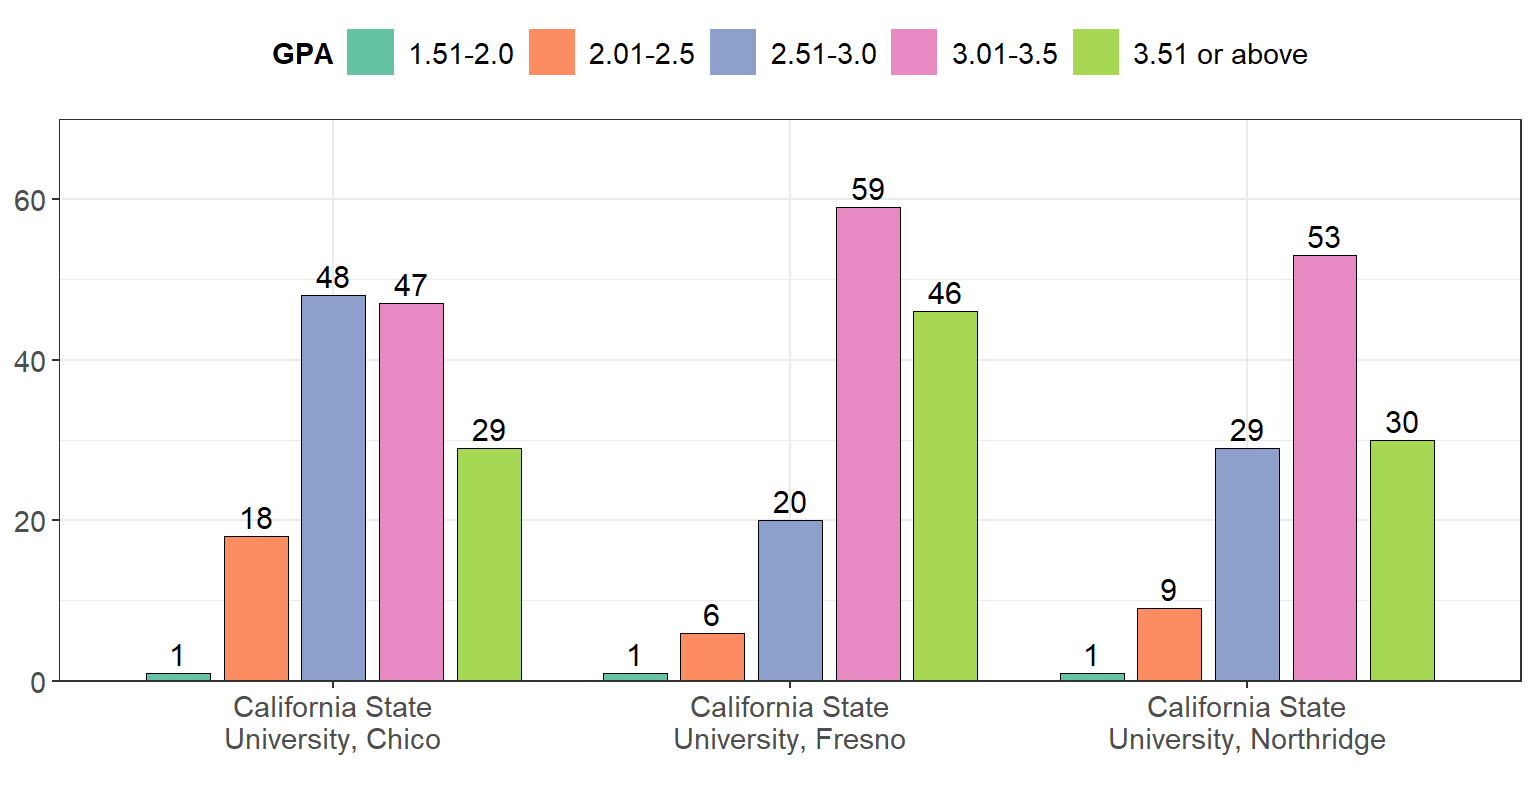 GPA 1.51-2.0 2.01-2.5 2.51-3.0 3.01-3.5 3.51 or above
60
40
20
0
1 18 48 47 29
1 6 20 59 46
1 9 29 53 30
California State
University, Chico
California State
University, Fresno
California State
University, Northridge